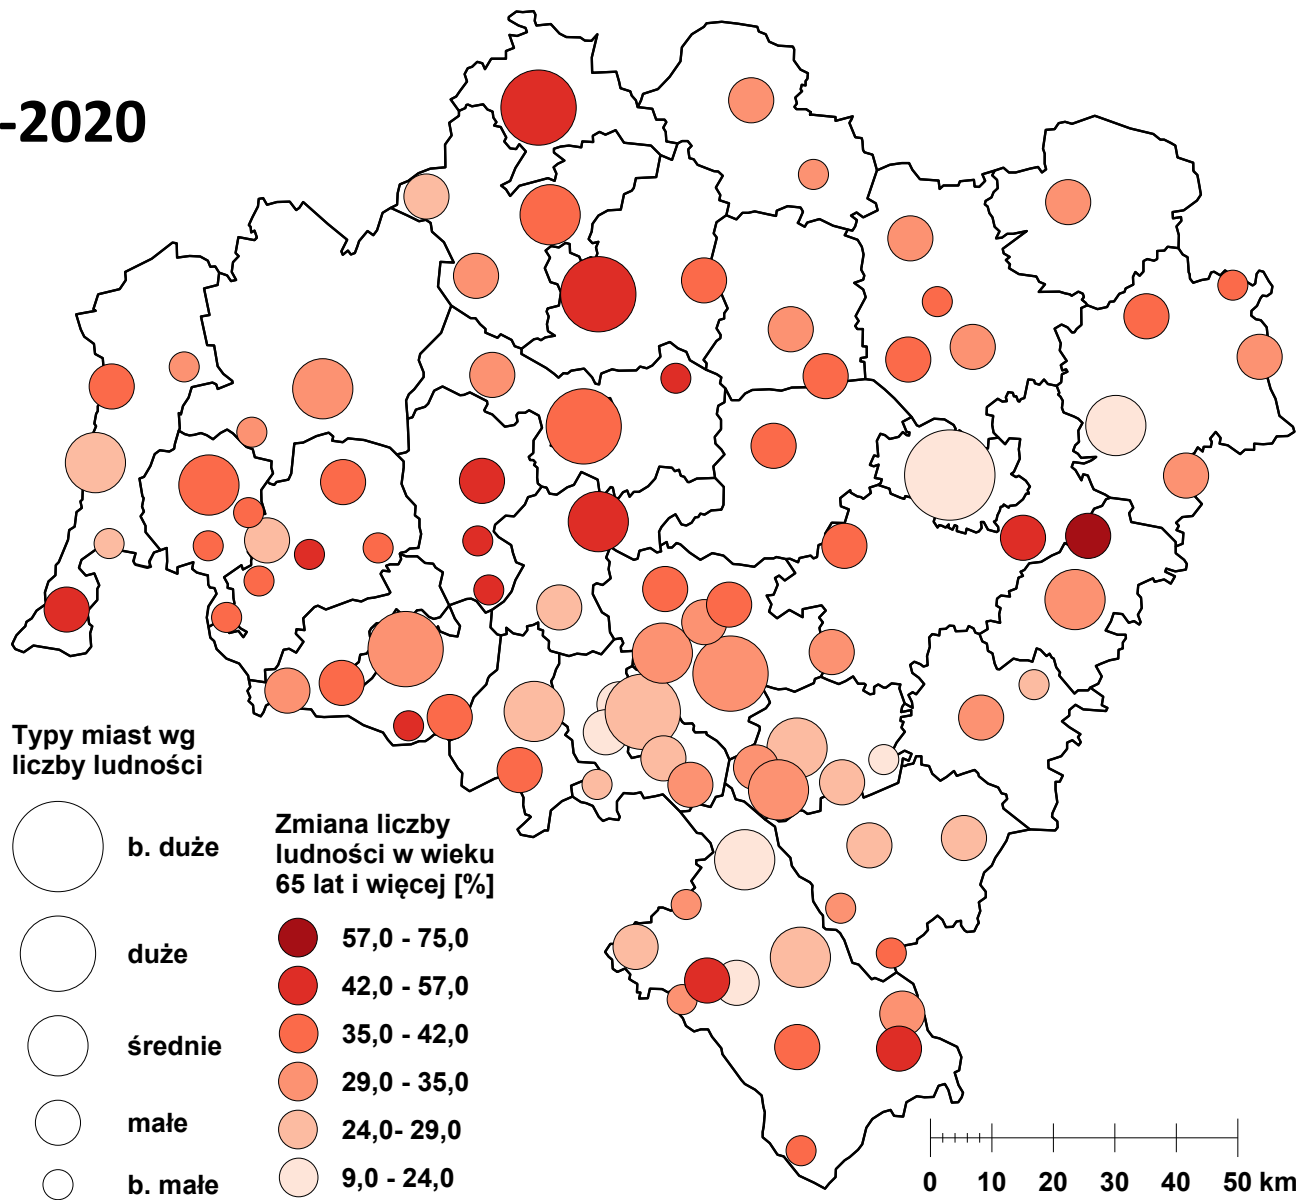 -2020
Typy miast wg
liczby ludności
b. duże
duże
średnie
małe
b. małe
Zmiana liczby
ludności w wieku
65 lat i więcej [%]
57,0 - 75,0
42,0 - 57,0
35,0 - 42,0
29,0 - 35,0
24,0- 29,0
9,0 - 24,0
0 10 20 30 40 50 km